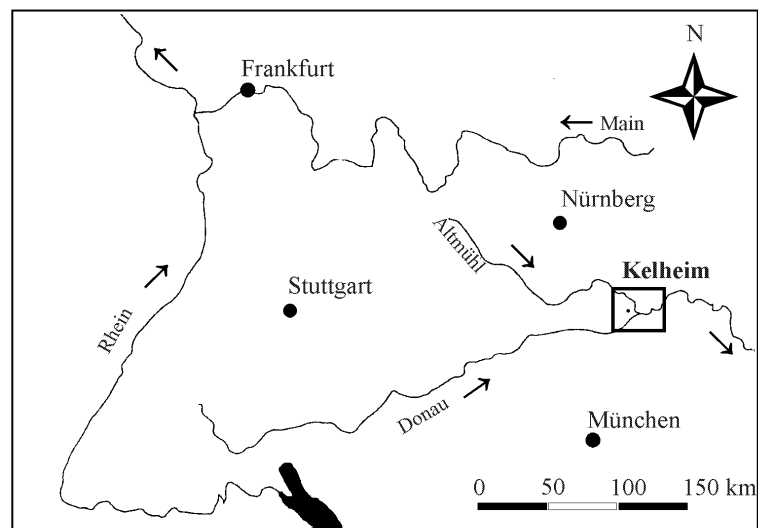 N
Frankfurt
Main
Nürnberg
Altmühl
Kelheim
Stuttgart
Rhein
Donau
München
0 50 100 150 km